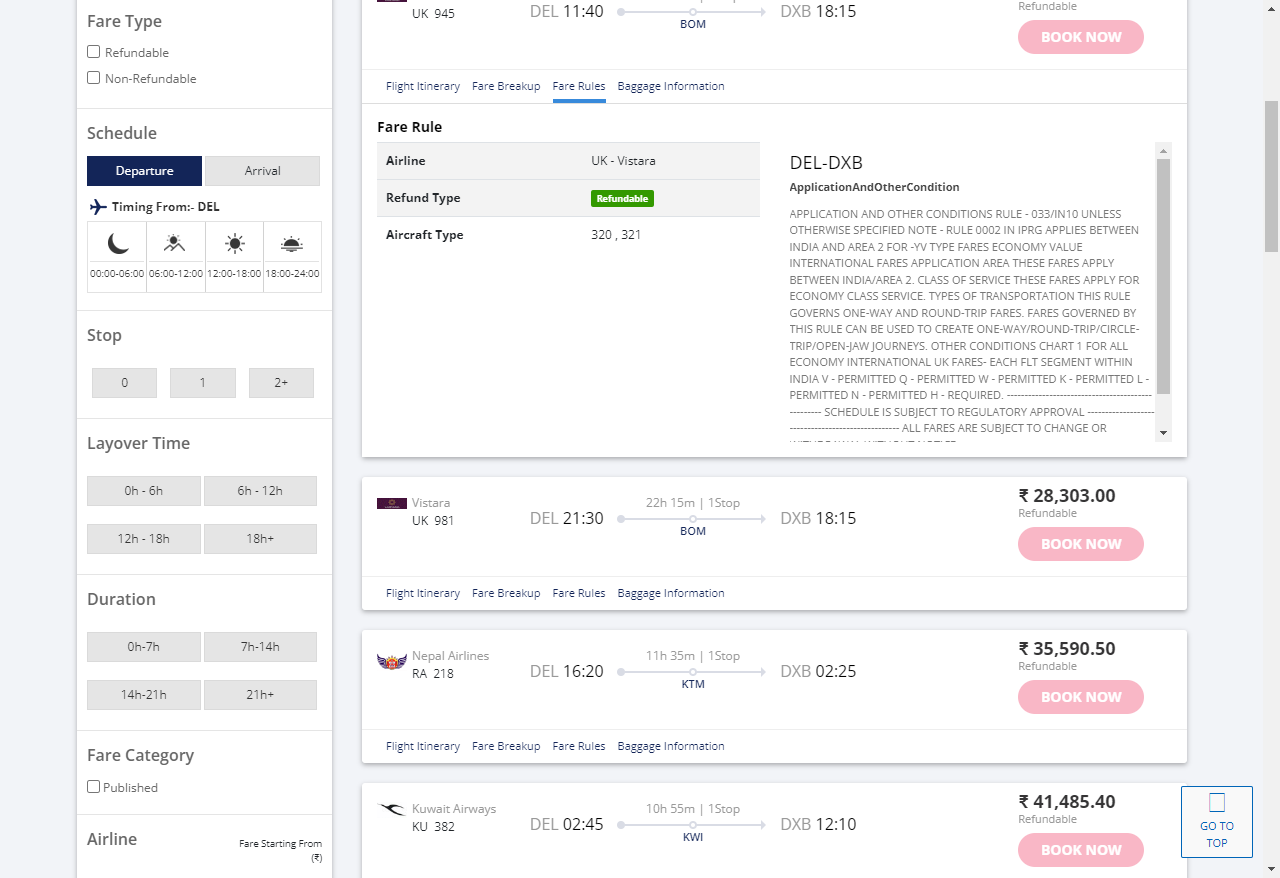 Fare Type
Refundable
Non-Refundable
Schedule
Departure
Arrival
Timing From:- DEL
00:00-06:00
06:00-12:00
12:00-18:00
18:00-24:00
Stop
0
1
2+
Layover Time
0h - 6h
6h - 12h
12h - 18h
18h+
Duration
0h-7h
7h-14h
14h-21h
21h+
Fare Category
Published
Airline
Fare Starting From
(₹)
UK 945
DEL 11:40
BOM
DXB 18:15
Refundable
BOOK NOW
Flight Itinerary
Fare Breakup
Fare Rules
Baggage Information
Fare Rule
Airline
UK - Vistara
Refund Type
Refundable
Aircraft Type
320 , 321
DEL-DXB
ApplicationAndOtherCondition
APPLICATION AND OTHER CONDITIONS RULE - 033/IN10 UNLESS
OTHERWISE SPECIFIED NOTE - RULE 0002 IN IPRG APPLIES BETWEEN
INDIA AND AREA 2 FOR -YV TYPE FARES ECONOMY VALUE
INTERNATIONAL FARES APPLICATION AREA THESE FARES APPLY
BETWEEN INDIA/AREA 2. CLASS OF SERVICE THESE FARES APPLY FOR
ECONOMY CLASS SERVICE. TYPES OF TRANSPORTATION THIS RULE
GOVERNS ONE-WAY AND ROUND-TRIP FARES. FARES GOVERNED BY
THIS RULE CAN BE USED TO CREATE ONE-WAY/ROUND-TRIP/CIRCLE-
TRIP/OPEN-JAW JOURNEYS. OTHER CONDITIONS CHART 1 FOR ALL
ECONOMY INTERNATIONAL UK FARES- EACH FLT SEGMENT WITHIN
INDIA V - PERMITTED Q - PERMITTED W - PERMITTED K - PERMITTED L -
PERMITTED N - PERMITTED H - REQUIRED. -----------------------------------------
--------- SCHEDULE IS SUBJECT TO REGULATORY APPROVAL -------------------
------------------------------- ALL FARES ARE SUBJECT TO CHANGE OR
Vistara
UK 981
DEL 21:30
22h 15m | 1Stop
BOM
DXB 18:15
₹ 28,303.00
Refundable
BOOK NOW
Flight Itinerary
Fare Breakup
Fare Rules
Baggage Information
Nepal Airlines
RA 218
DEL 16:20
11h 35m | 1Stop
KTM
DXB 02:25
₹ 35,590.50
Refundable
BOOK NOW
Flight Itinerary
Fare Breakup
Fare Rules
Baggage Information
Kuwait Airways
KU 382
DEL 02:45
10h 55m | 1Stop
KWI
DXB 12:10
₹ 41,485.40
Refundable
BOOK NOW
GO TO
TOP